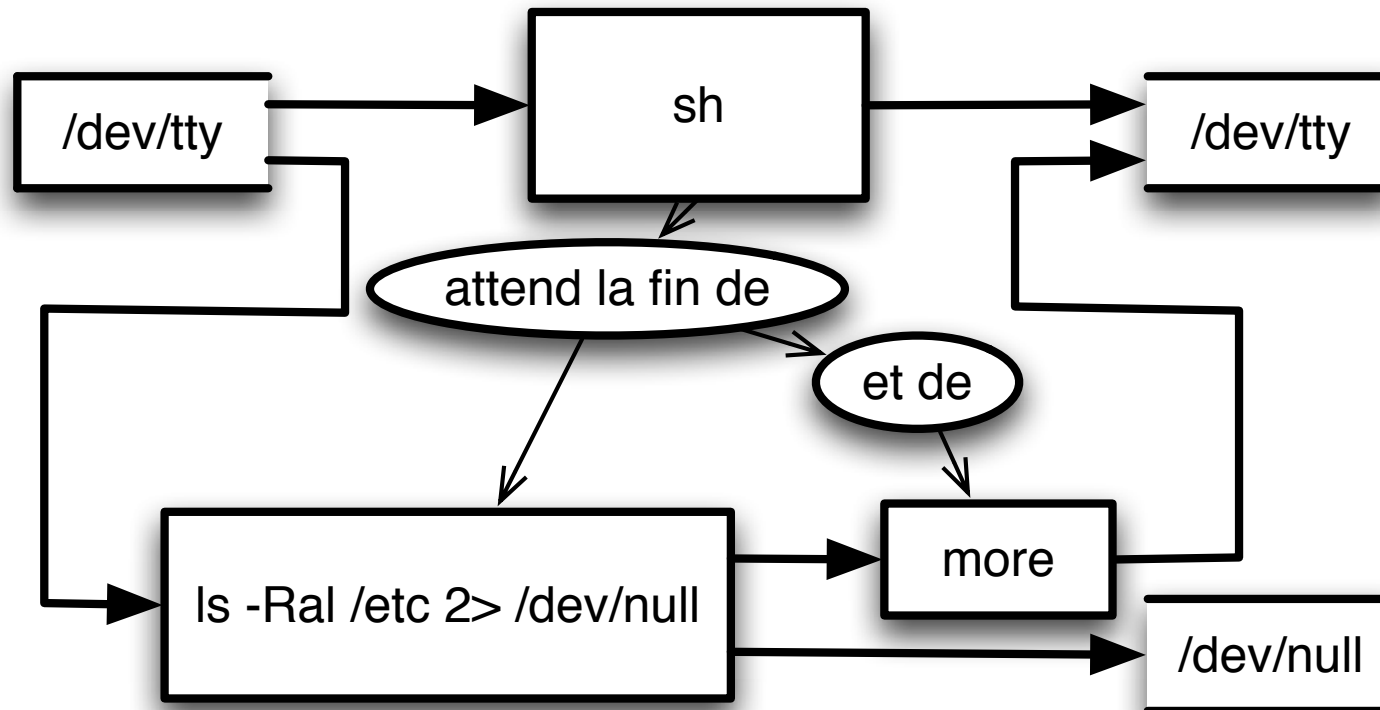 /dev/tty
sh
/dev/tty
attend la fin de
et de
ls -Ral /etc 2> /dev/null
more
/dev/null